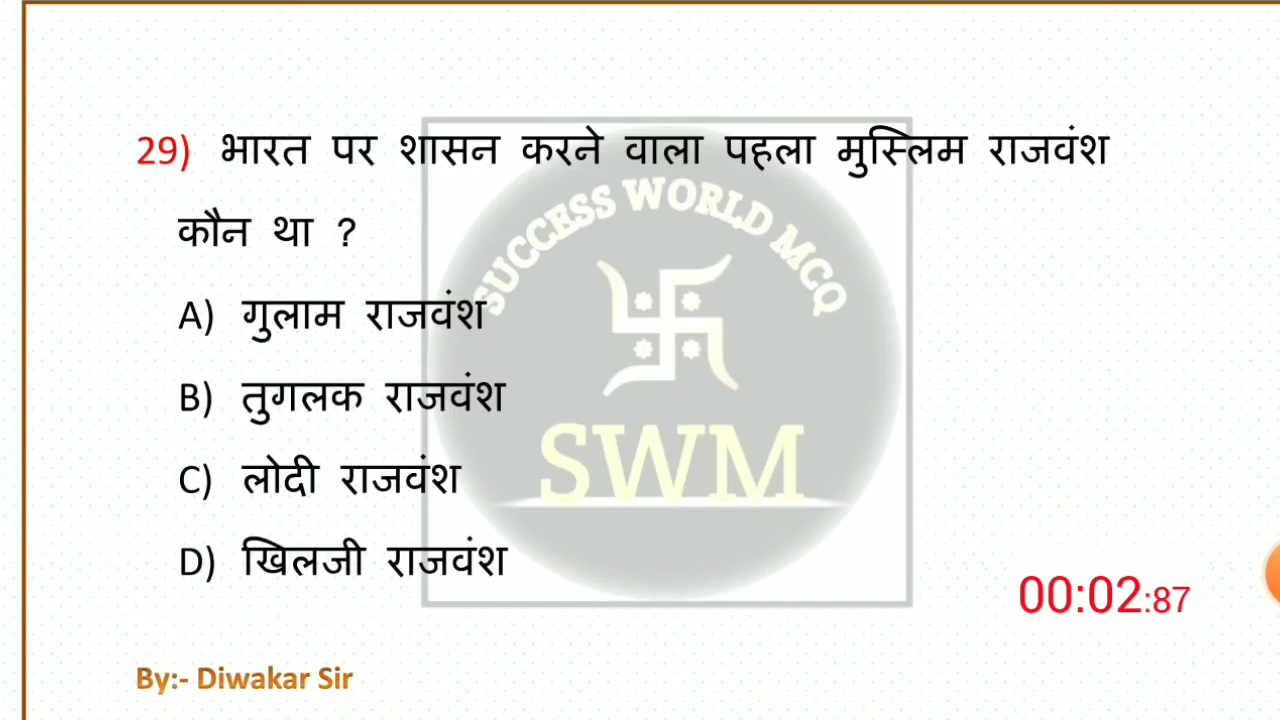 29) भारत पर शासन करने वाला पहला मुस्लिम राजवंश
कौन था ?
A) गुलाम राजवंश
B) तुगलक राजवंश
C) लोदी राजवंश
D) खिलजी राजवंश
SUCCESS WORLD MCQ
SWM
00:02:87
By:- Diwakar Sir